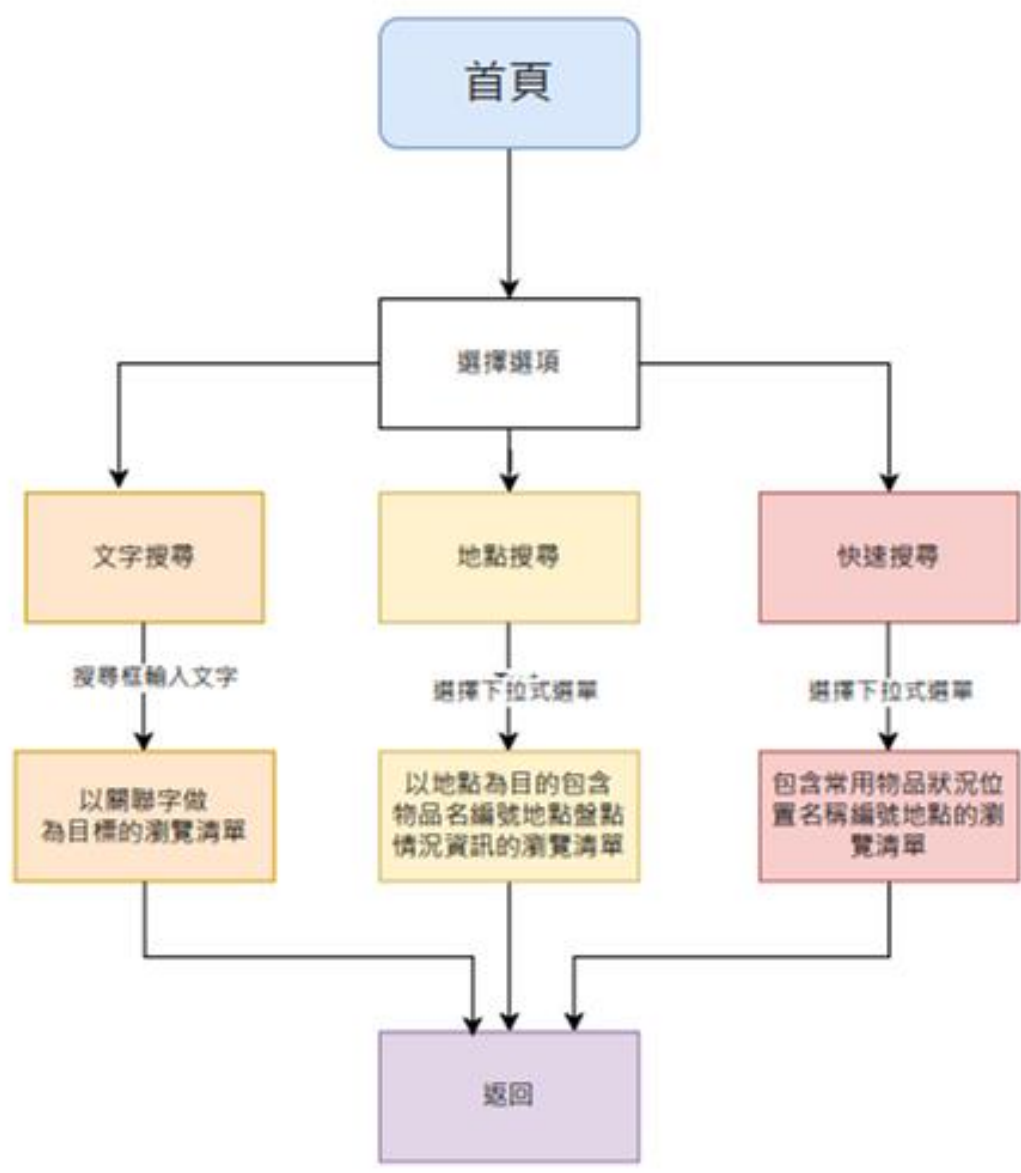 首頁
選擇選項
文字搜尋
地點搜尋
快速搜尋
搜尋框輸入文字
選擇下拉式選單
選擇下拉式選單
以關聯字做
為目標的瀏覽清單
以地點為目的包含
物品名編號地點盤點
情況資訊的瀏覽清單
包含常用物品狀況位
置名稱編號地點的瀏
覽清單
返回